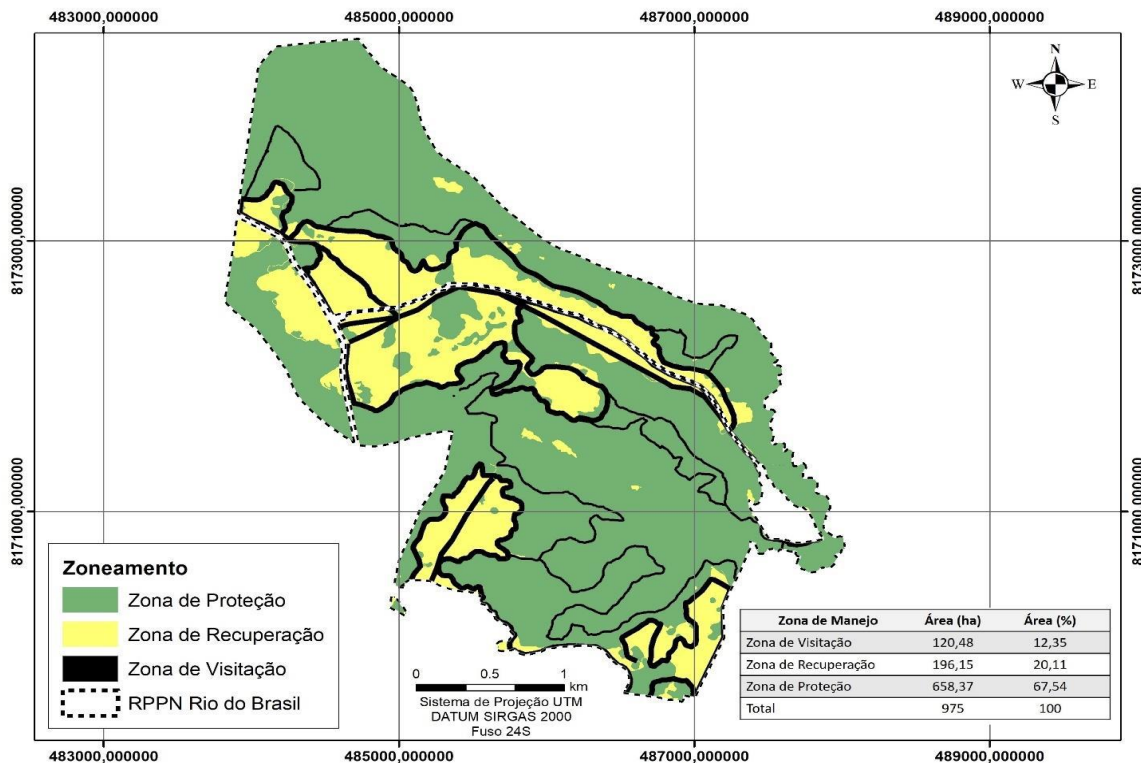 483000,000000 485000,000000 487000,000000 489000,000000
N
W E
S
8173000,000000 8173000,000000
8171000,000000 8171000,000000
Zoneamento
Zona de Proteção
Zona de Recuperação
Zona de Visitação
RPPN Rio do Brasil
0 0.5 1
km
Sistema de Projeção UTM
DATUM SIRGAS 2000
Fuso 24S
Zona de Manejo Área (ha) Área (%)
Zona de Visitação 120,48 12,35
Zona de Recuperação 196,15 20,11
Zona de Proteção 658,37 67,54
Total 975 100
483000,000000 485000,000000 487000,000000 489000,000000